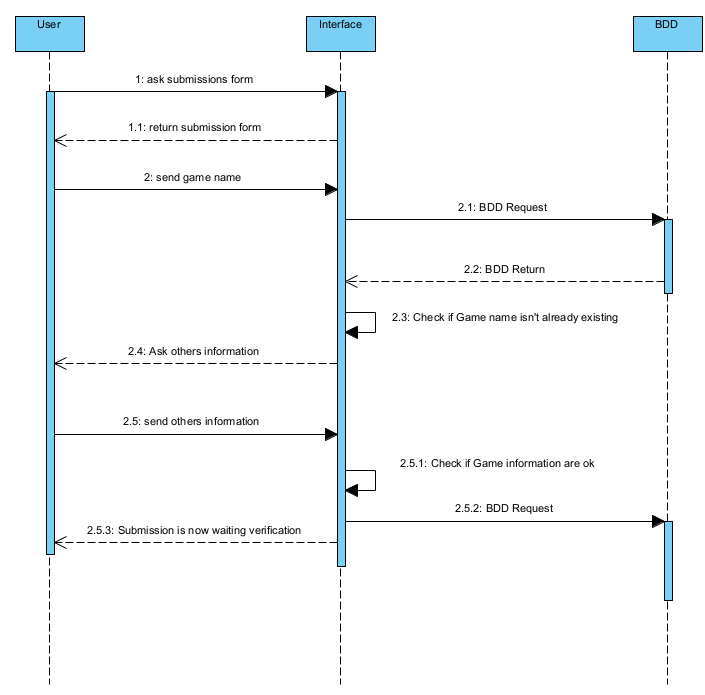 User
Interface
BDD
1: ask submissions form
1.1: return submission form
2: send game name
2.1: BDD Request
2.2: BDD Return
2.3: Check if Game name isn't already existing
2.4: Ask others information
2.5: send others information
2.5.1: Check if Game information are ok
2.5.2: BDD Request
2.5.3: Submission is now waiting verification